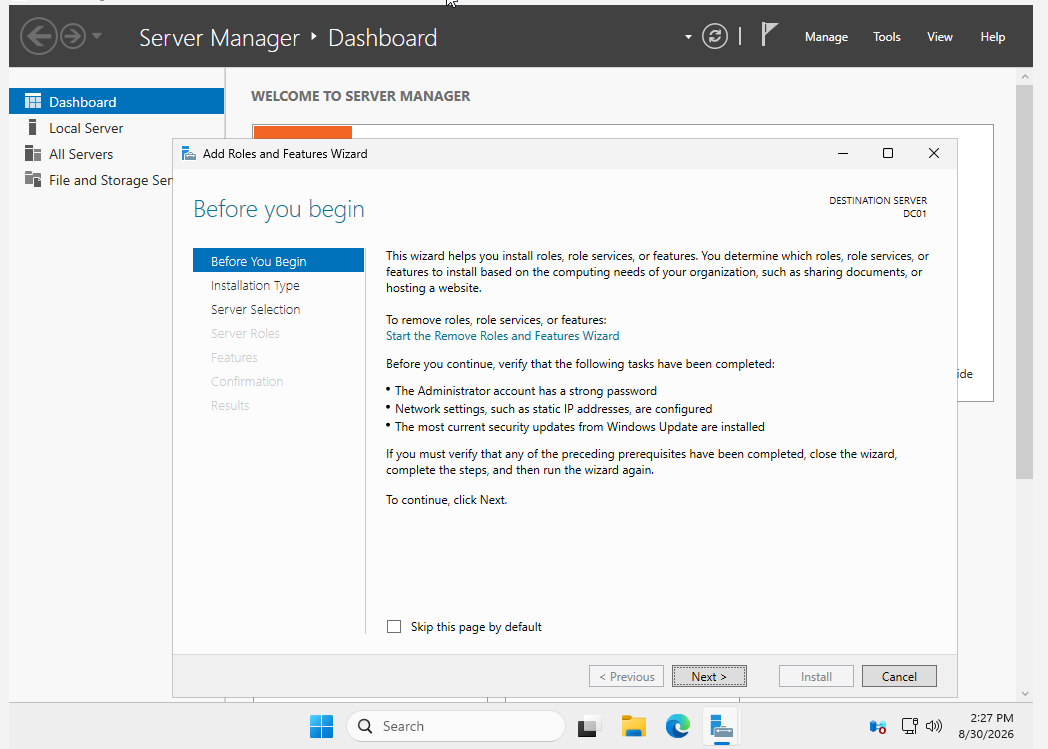 Server Manager ‣ Dashboard
Manage Tools View Help
Dashboard
Local Server
All Servers
File and Storage Ser
WELCOME TO SERVER MANAGER
Add Roles and Features Wizard
Before you begin
DESTINATION SERVER
DC01
Before You Begin
Installation Type
Server Selection
Server Roles
Features
Confirmation
Results
This wizard helps you install roles, role services, or features. You determine which roles, role services, or
features to install based on the computing needs of your organization, such as sharing documents, or
hosting a website.
To remove roles, role services, or features:
Start the Remove Roles and Features Wizard
Before you continue, verify that the following tasks have been completed:
• The Administrator account has a strong password
• Network settings, such as static IP addresses, are configured
• The most current security updates from Windows Update are installed
If you must verify that any of the preceding prerequisites have been completed, close the wizard,
complete the steps, and then run the wizard again.
To continue, click Next.
Skip this page by default
< Previous Next > Install Cancel
ide
Search
2:27 PM
8/30/2026